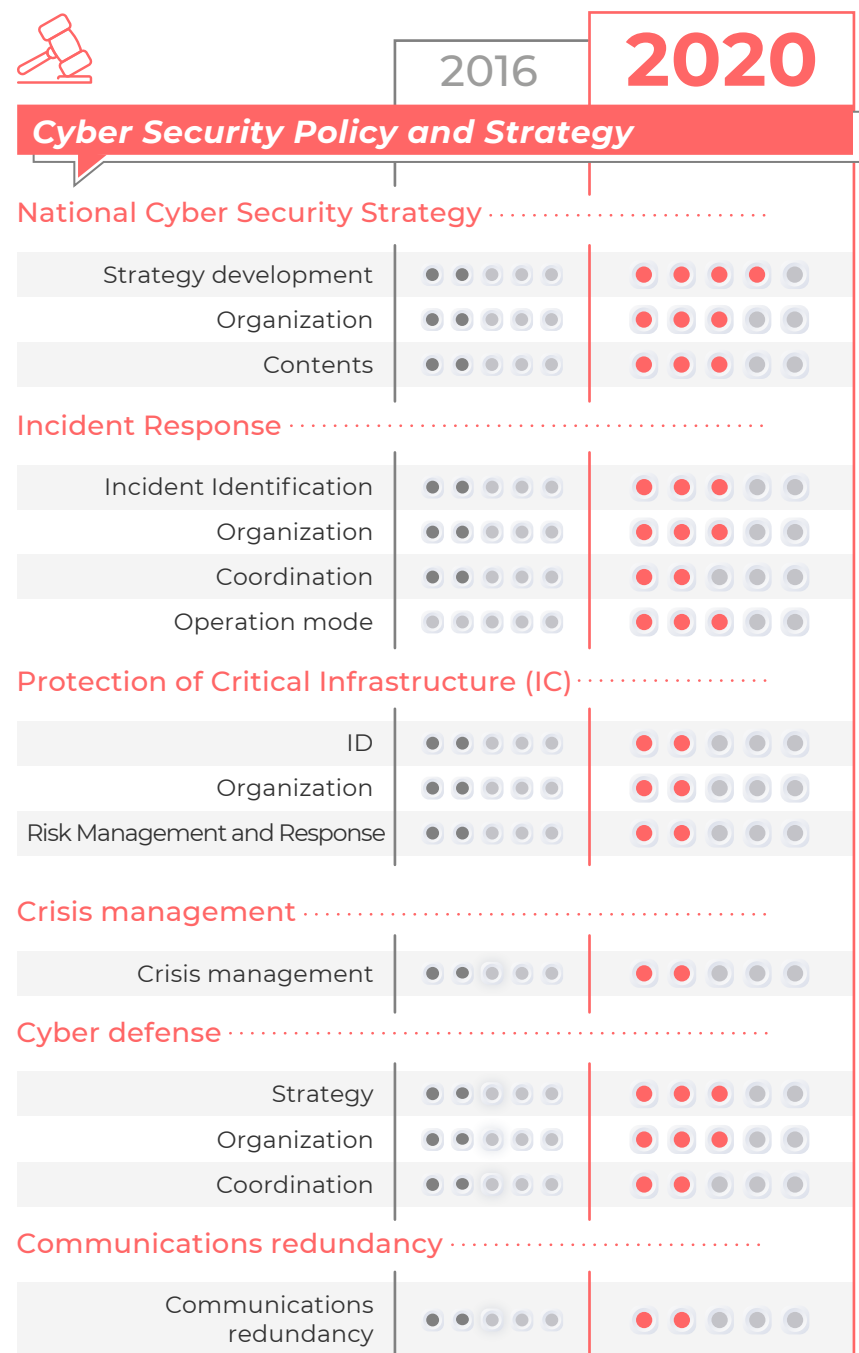 2016
2020
Cyber Security Policy and Strategy
National Cyber Security Strategy
Strategy development
Organization
Contents
Incident Response
Incident Identification
Organization
Coordination
Operation mode
Protection of Critical Infrastructure (IC)
ID
Organization
Risk Management and Response
Crisis management
Crisis management
Cyber defense
Strategy
Organization
Coordination
Communications redundancy
Communications
redundancy